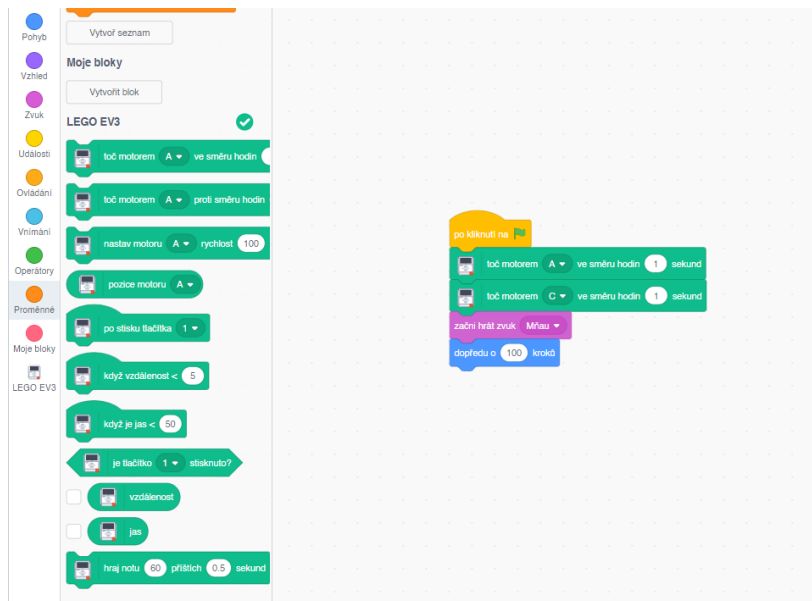 Pohyb
Vzhled
Zvuk
Události
Ovládání
Vnímání
Operátory
Proměnné
Moje bloky
LEGO EV3
Vytvoř seznam
Moje bloky
Vytvořit blok
LEGO EV3
toč motorem A ve směru hodin
toč motorem A proti směru hodin
nastav motoru A rychlost 100
pozice motoru A
po stisku tlačítka 1
když vzdálenost < 5
když je jas < 50
je tlačítko 1 stisknuto?
vzdálenost
jas
hraj notu 60 příštích 0.5 sekund
po kliknutí na
toč motorem A ve směru hodin 1 sekund
toč motorem C ve směru hodin 1 sekund
začni hrát zvuk Mňau
dopředu o 100 kroků